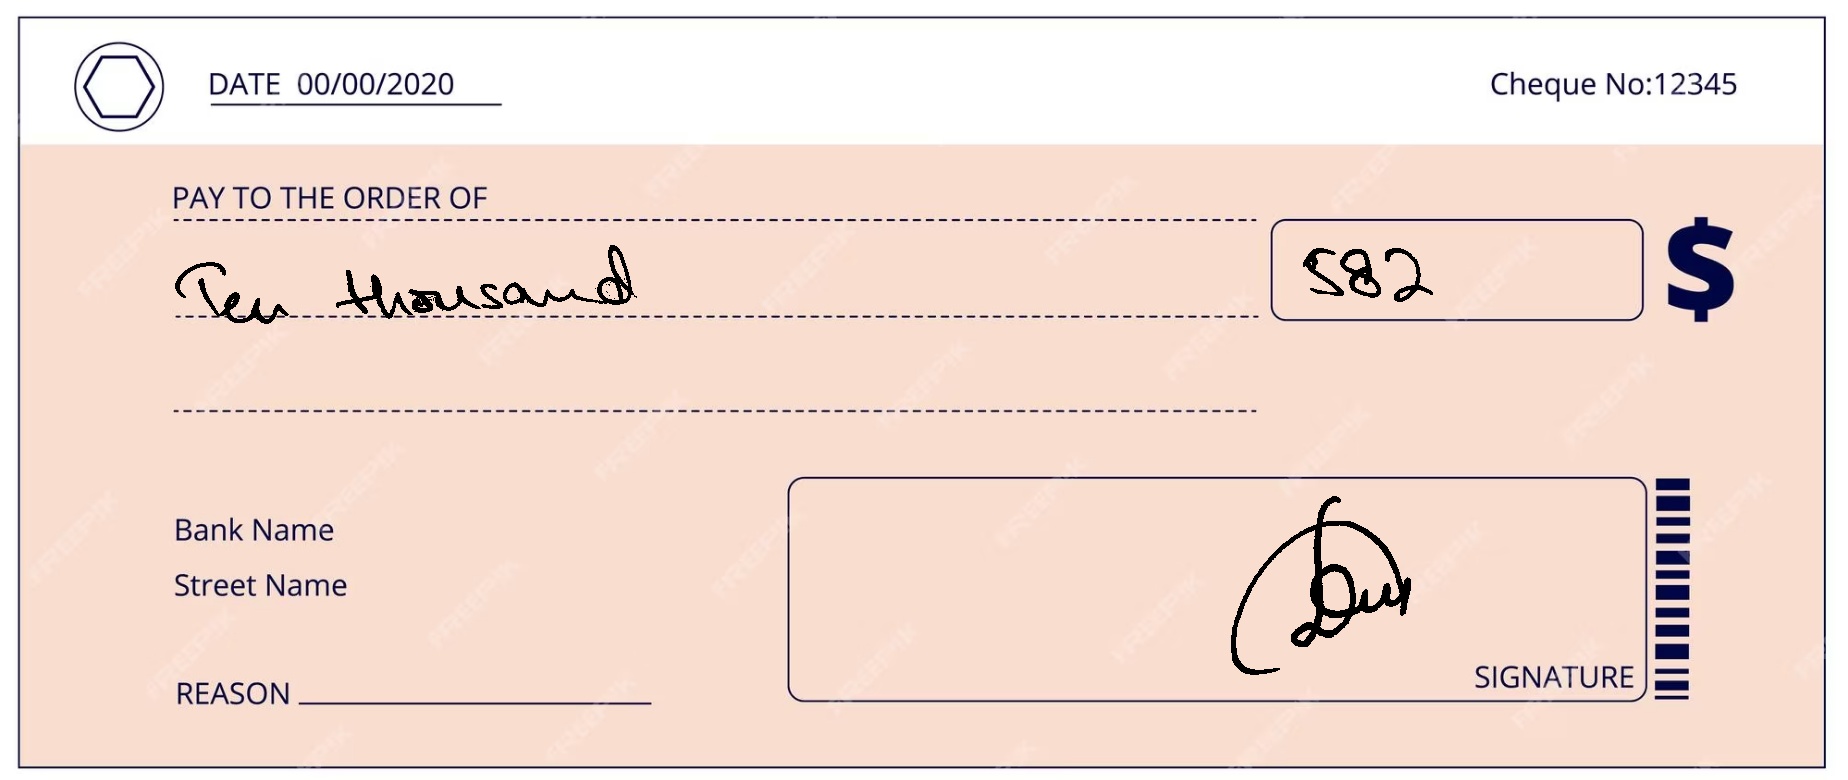 DATE 00/00/2020
Cheque No:12345
PAY TO THE ORDER OF
Ten thousand
582
$
Bank Name
Street Name
REASON
SIGNATURE